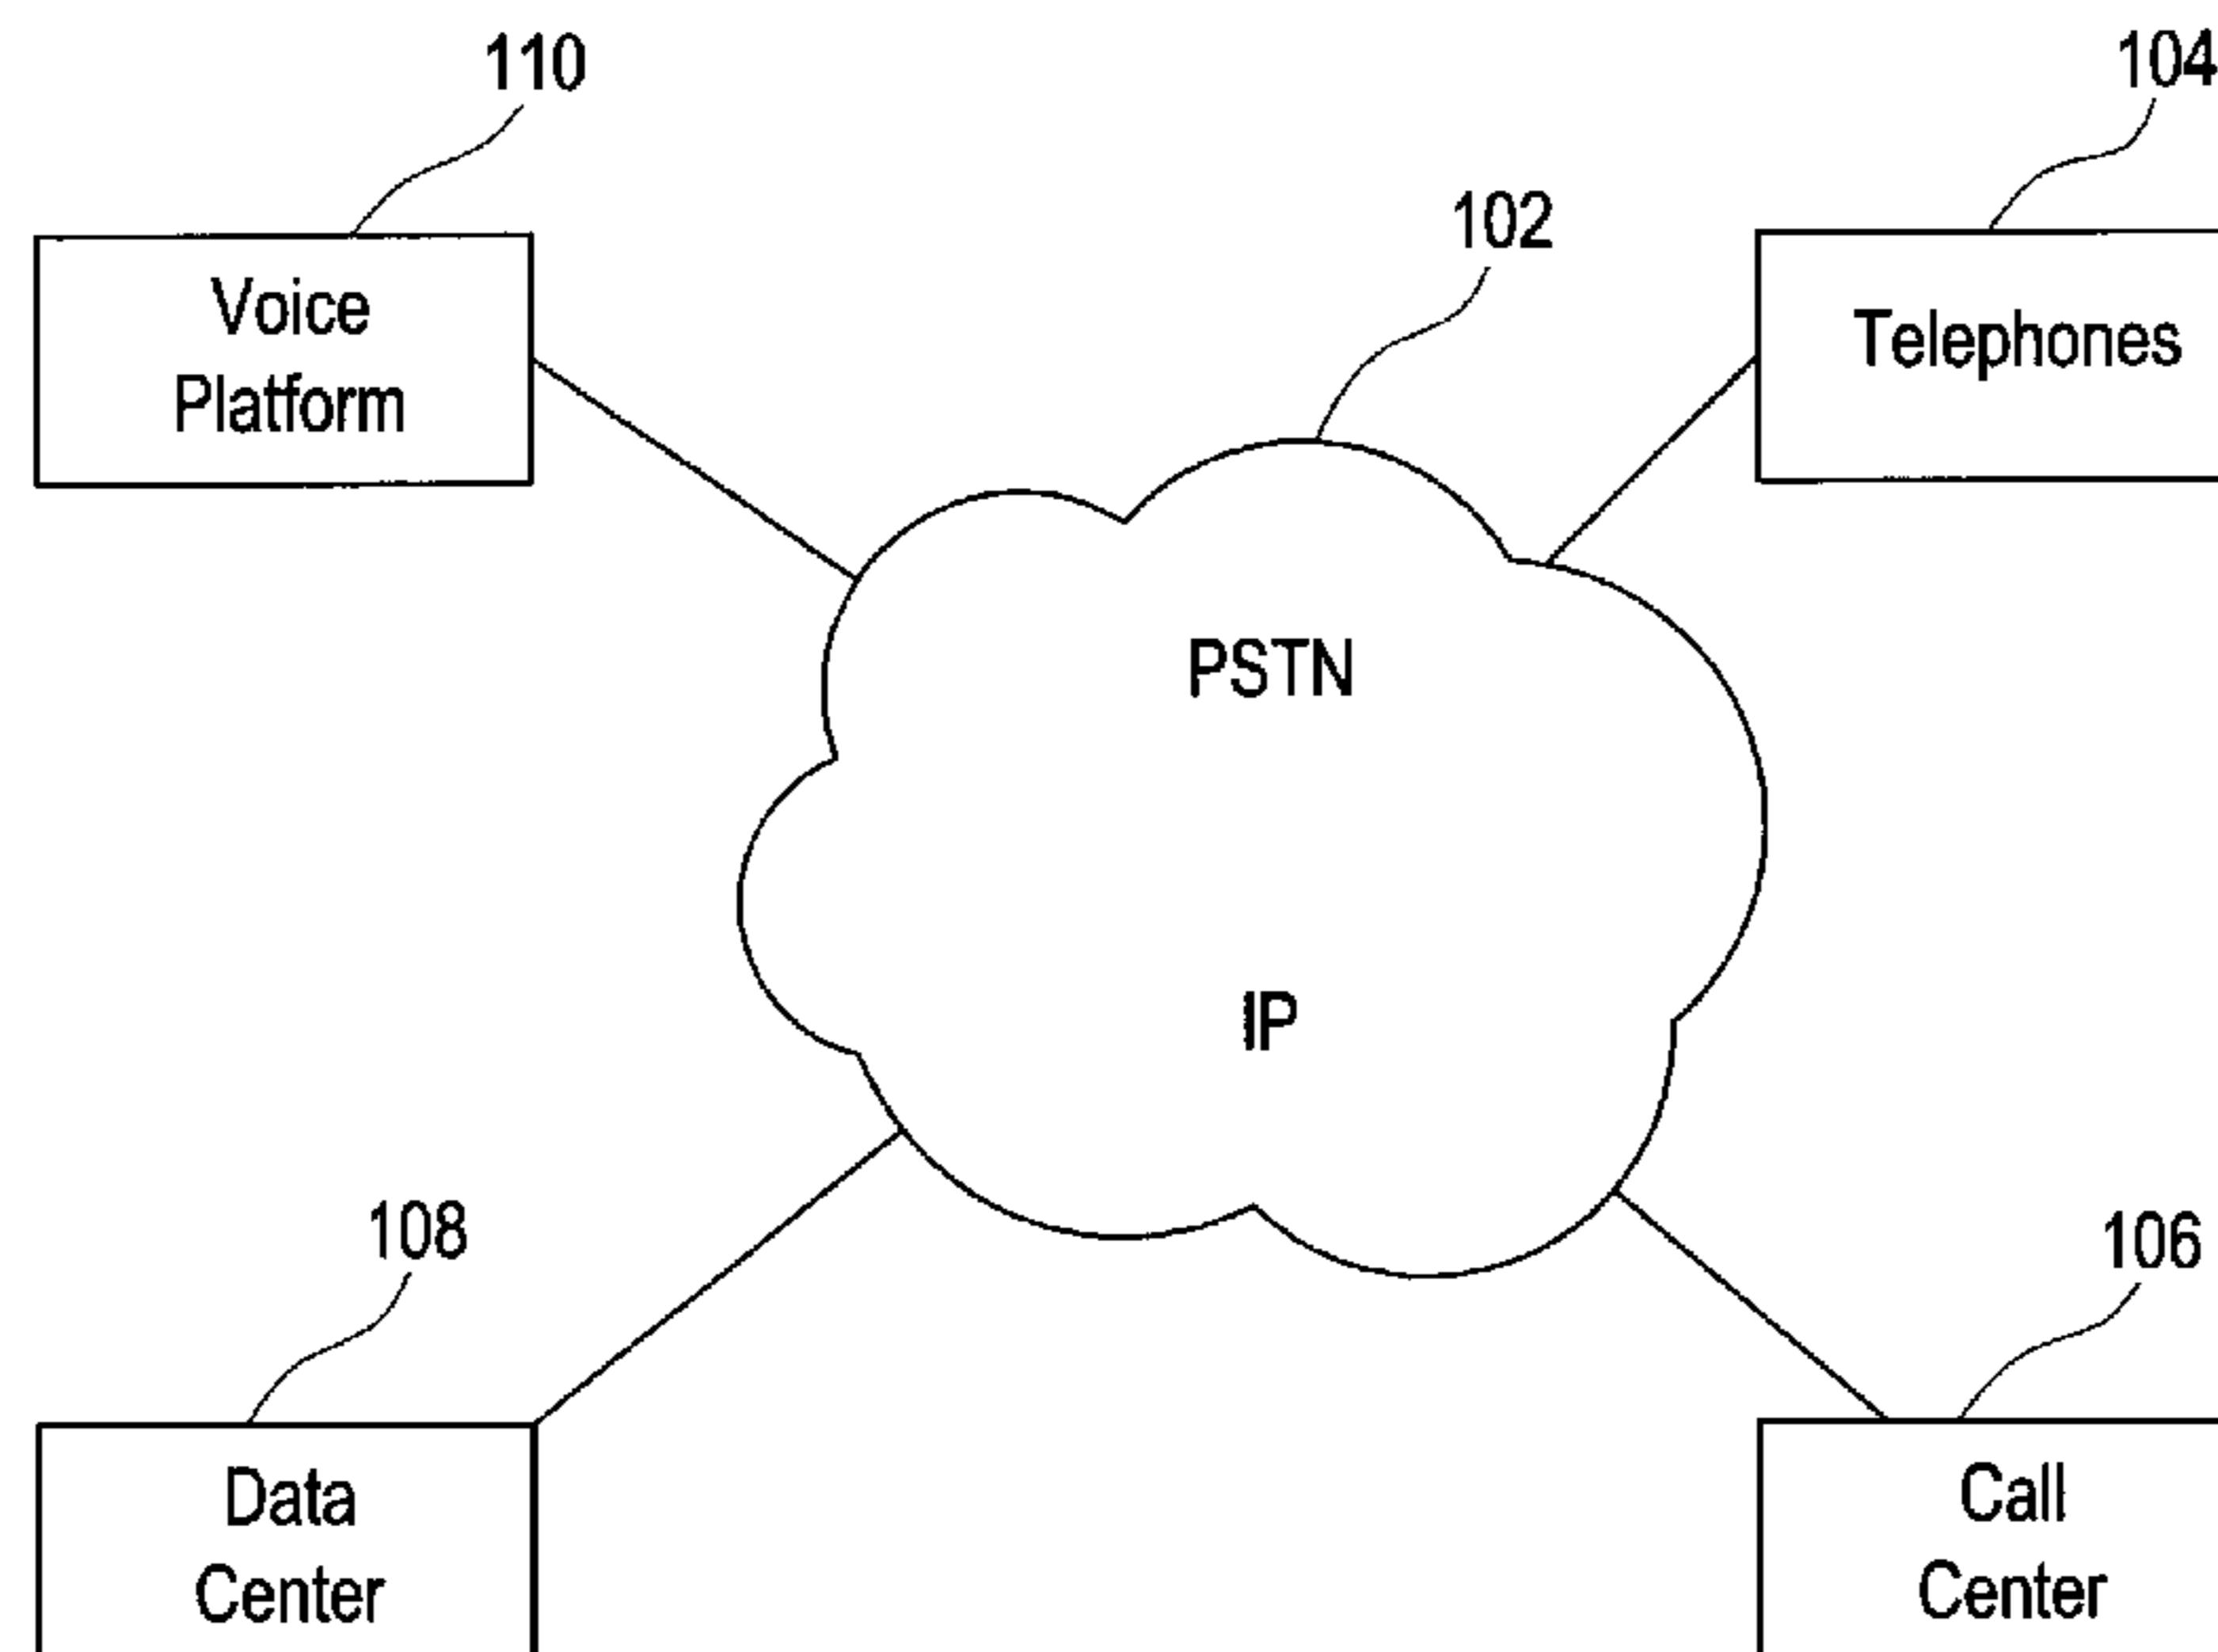 110
104
102
Voice
Platform
Telephones
PSTN
IP
108
106
Data
Center
Call
Center